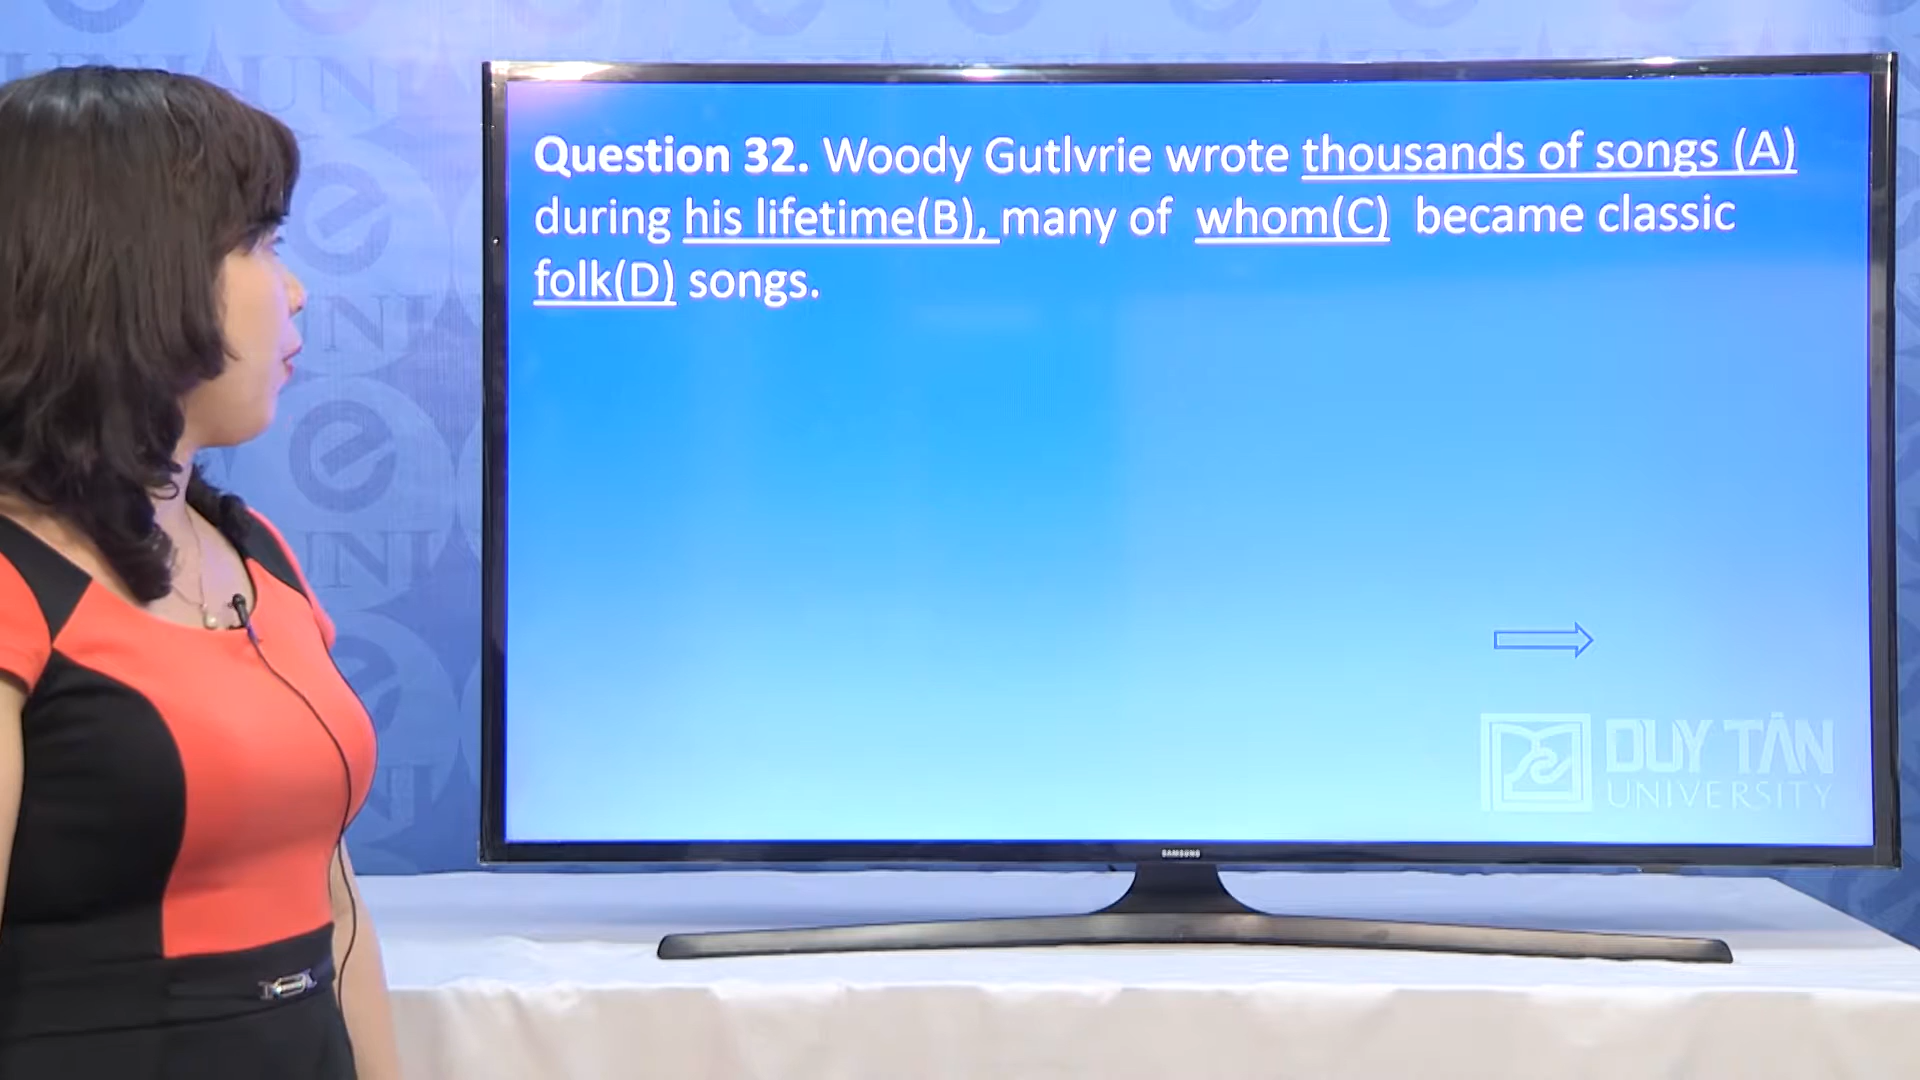 Question 32. Woody Gutlvrie wrote thousands of songs (A)
during his lifetime(B), many of whom(C) became classic
folk(D) songs.
DUY TÂN
UNIVERSITY
SAMSUNG